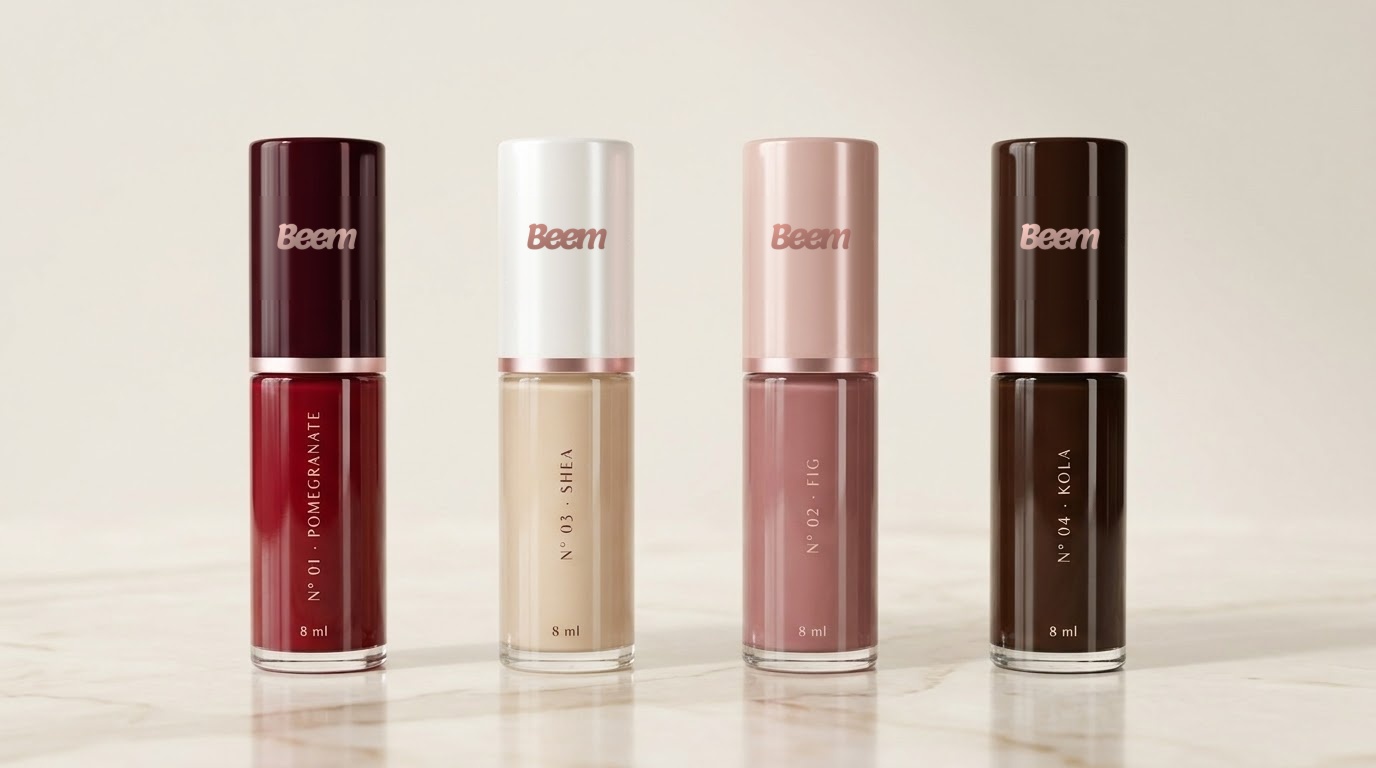 Beem
N° 01 · POMEGRANATE
8 ml
Beem
N° 03 · SHEA
8 ml
Beem
N° 02 · FIG
8 ml
Beem
N° 04 · KOLA
8 ml